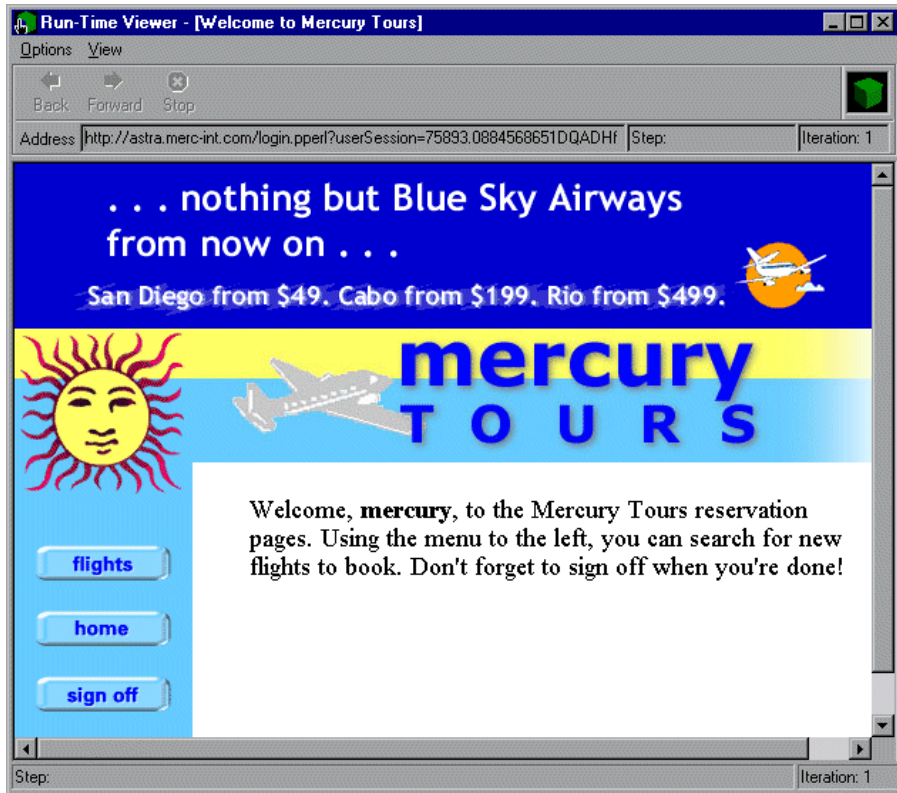 Run-Time Viewer - [Welcome to Mercury Tours]
Options View
Back Forward Stop
Address http://astra.merc-int.com/login.pperl?userSession=75893.0884568651DQADHf Step: Iteration: 1
. . . nothing but Blue Sky Airways
from now on . . .
San Diego from $49. Cabo from $199. Rio from $499.
mercury
TOURS
Welcome, mercury, to the Mercury Tours reservation
pages. Using the menu to the left, you can search for new
flights to book. Don't forget to sign off when you're done!
flights
home
sign off
Step: Iteration: 1